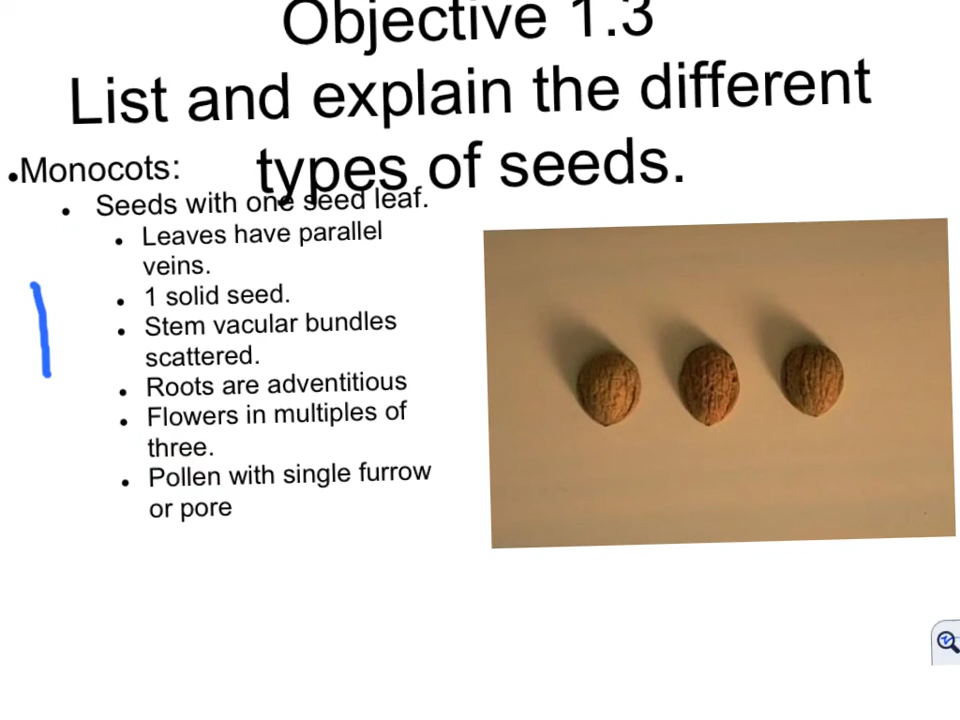 Objective 1.3
List and explain the different
types of seeds.
•Monocots:
• Seeds with one seed leaf.
• Leaves have parallel
veins.
• 1 solid seed.
• Stem vacular bundles
scattered.
• Roots are adventitious
• Flowers in multiples of
three.
• Pollen with single furrow
or pore